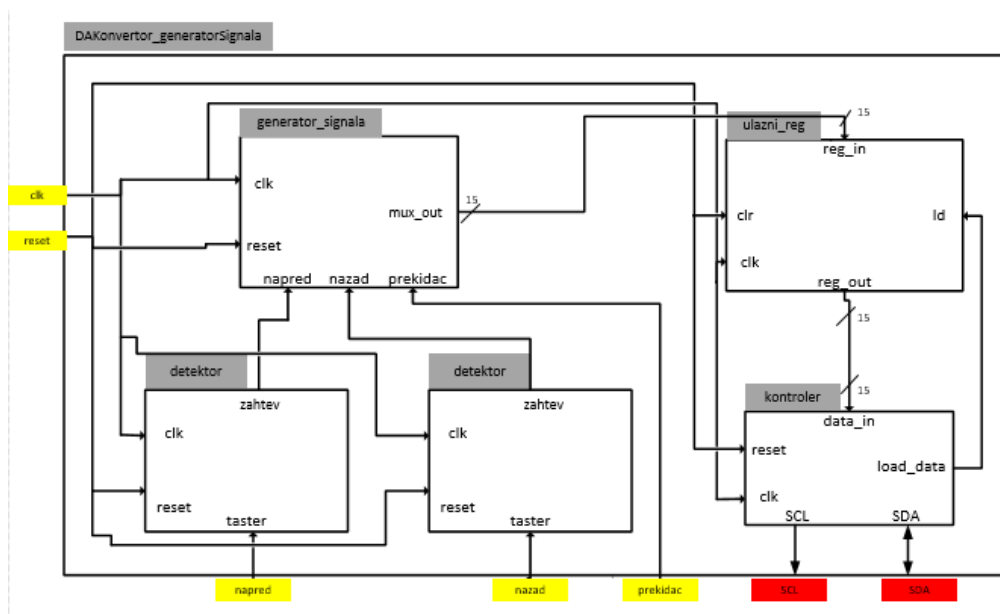 DAKonvertor_generatorSignala
generator_signala
15
ulazni_reg
reg_in
clk
clk
mux_out
15
clr
ld
reset
reset
clk
napred nazad prekidac
reg_out
15
detektor
detektor
15
kontroler
zahtev
zahtev
data_in
clk
clk
reset
load_data
reset
reset
clk
taster
taster
SCL
SDA
napred
nazad
prekidac
SCL
SDA